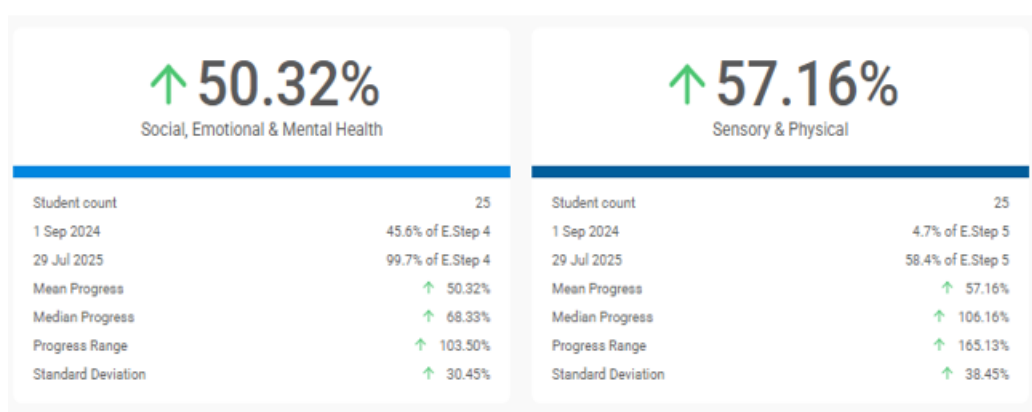 ↑ 50.32%
Social, Emotional & Mental Health
Student count 25
1 Sep 2024 45.6% of E.Step 4
29 Jul 2025 99.7% of E.Step 4
Mean Progress ↑ 50.32%
Median Progress ↑ 68.33%
Progress Range ↑ 103.50%
Standard Deviation ↑ 30.45%
↑ 57.16%
Sensory & Physical
Student count 25
1 Sep 2024 4.7% of E.Step 5
29 Jul 2025 58.4% of E.Step 5
Mean Progress ↑ 57.16%
Median Progress ↑ 106.16%
Progress Range ↑ 165.13%
Standard Deviation ↑ 38.45%